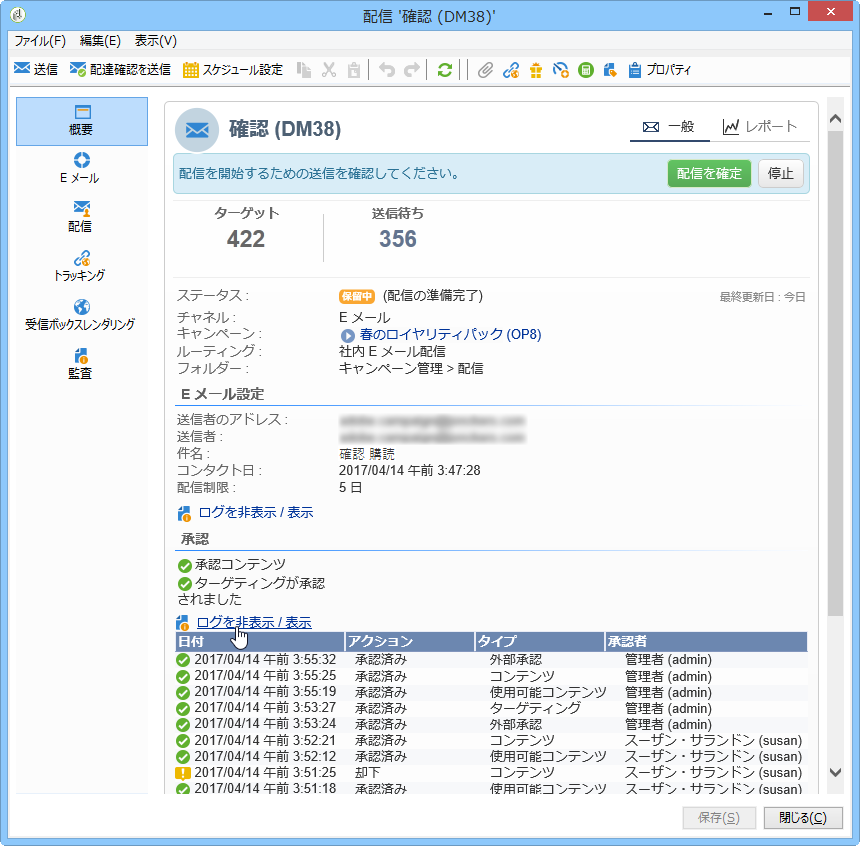 配信 '確認 (DM38)'
ファイル(F) 編集(E) 表示(V)
送信 配達確認を送信 スケジュール設定 プロパティ
概要
E メール
配信
トラッキング
受信ボックスレンダリング
監査
確認 (DM38) 一般 レポート
配信を開始するための送信を確認してください。 配信を確定 停止
ターゲット 送信待ち
422 356
ステータス : 保留中 (配信の準備完了) 最終更新日 : 今日
チャネル : E メール
キャンペーン : 春のロイヤリティパック (OP8)
ルーティング : 社内 E メール配信
フォルダー : キャンペーン管理 > 配信
E メール設定
送信者のアドレス :
送信者 :
件名 : 確認 購読
コンタクト日 : 2017/04/14 午前 3:47:28
配信制限 : 5 日
ログを非表示 / 表示
承認
承認コンテンツ
ターゲティングが承認
されました
ログを非表示 / 表示
日付 アクション タイプ 承認者
2017/04/14 午前 3:55:32 承認済み 外部承認 管理者 (admin)
2017/04/14 午前 3:55:25 承認済み コンテンツ 管理者 (admin)
2017/04/14 午前 3:55:19 承認済み 使用可能コンテンツ 管理者 (admin)
2017/04/14 午前 3:53:27 承認済み ターゲティング 管理者 (admin)
2017/04/14 午前 3:53:24 承認済み 外部承認 管理者 (admin)
2017/04/14 午前 3:52:21 承認済み コンテンツ スーザン・サランドン (susan)
2017/04/14 午前 3:52:12 承認済み 使用可能コンテンツ スーザン・サランドン (susan)
2017/04/14 午前 3:51:25 却下 コンテンツ スーザン・サランドン (susan)
2017/04/14 午前 3:51:18 承認済み 使用可能コンテンツ スーザン・サランドン (susan)
保存(S) 閉じる(C)